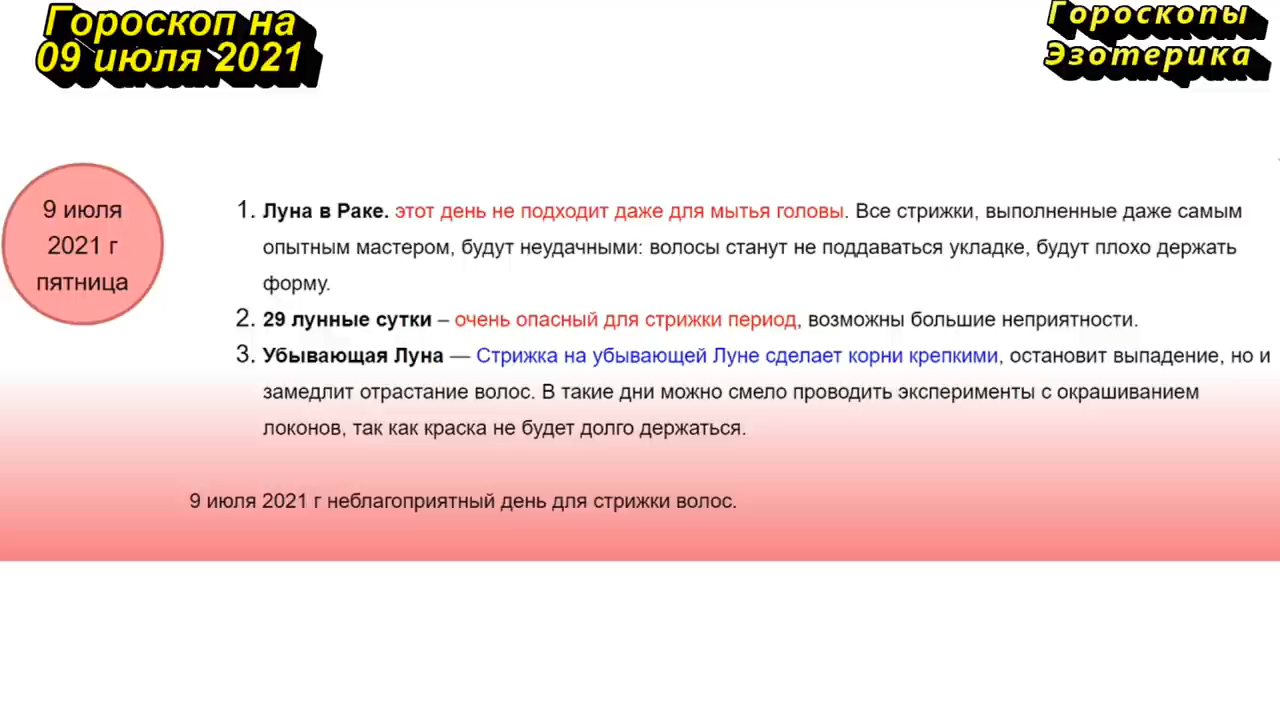 Гороскоп на
09 июля 2021
Гороскопы
Эзотерика
9 июля
2021 г
пятница
1. Луна в Раке. этот день не подходит даже для мытья головы. Все стрижки, выполненные даже самым
опытным мастером, будут неудачными: волосы станут не поддаваться укладке, будут плохо держать
форму.
2. 29 лунные сутки – очень опасный для стрижки период, возможны большие неприятности.
3. Убывающая Луна — Стрижка на убывающей Луне сделает корни крепкими, остановит выпадение, но и
замедлит отрастание волос. В такие дни можно смело проводить эксперименты с окрашиванием
локонов, так как краска не будет долго держаться.
9 июля 2021 г неблагоприятный день для стрижки волос.